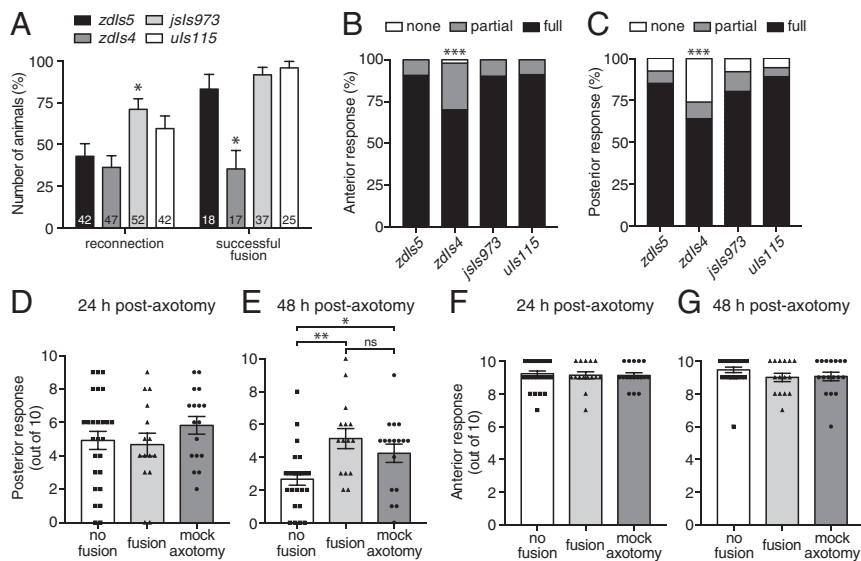 A
zdIs5
jsIs973
zdIs4
uIs115
Number of animals (%)
100
75
50
25
0
*
*
42
47
52
42
18
17
37
25
reconnection
successful
fusion
B
none
partial
full
Anterior response (%)
100
75
50
25
0
***
zdIs5
zdIs4
jsIs973
uIs115
C
none
partial
full
Posterior response (%)
100
75
50
25
0
***
zdIs5
zdIs4
jsIs973
uIs115
D
24 h post-axotomy
Posterior response
(out of 10)
10
8
6
4
2
0
no
fusion
fusion
mock
axotomy
E
48 h post-axotomy
*
**
ns
10
8
6
4
2
0
no
fusion
fusion
mock
axotomy
F
24 h post-axotomy
Anterior response
(out of 10)
10
8
6
4
2
0
no
fusion
fusion
mock
axotomy
G
48 h post-axotomy
10
8
6
4
2
0
no
fusion
fusion
mock
axotomy